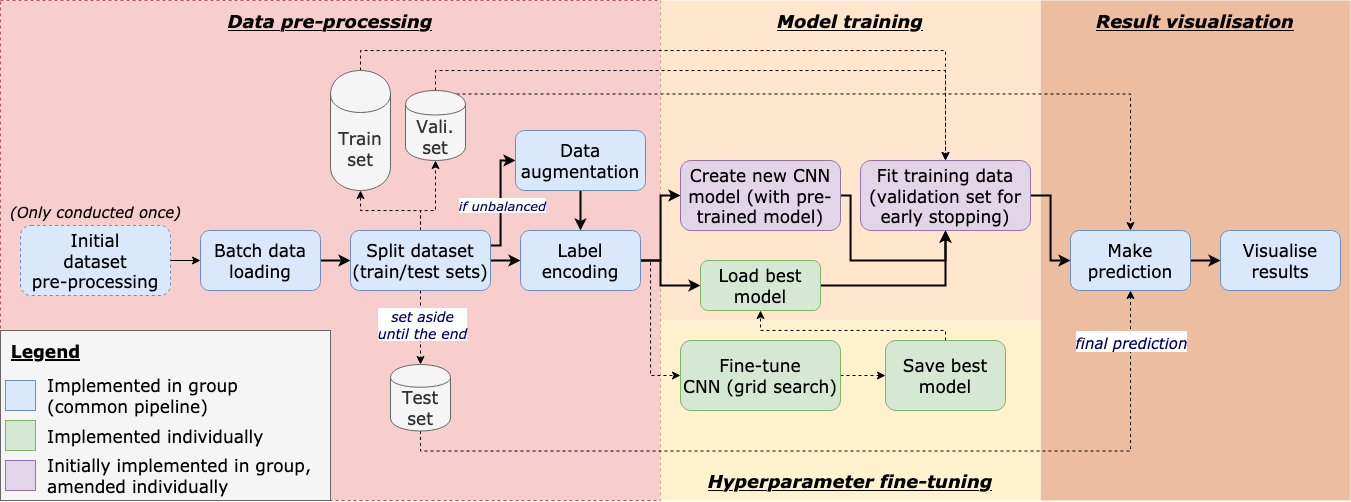 Data pre-processing
Model training
Result visualisation
Train
set
Vali.
set
Data
augmentation
if unbalanced
(Only conducted once)
Initial
dataset
pre-processing
Batch data
loading
Split dataset
(train/test sets)
Label
encoding
Create new CNN
model (with pre-
trained model)
Fit training data
(validation set for
early stopping)
Load best
model
Make
prediction
Visualise
results
set aside
until the end
Test
set
Fine-tune
CNN (grid search)
Save best
model
final prediction
Hyperparameter fine-tuning
Legend
Implemented in group
(common pipeline)
Implemented individually
Initially implemented in group,
amended individually